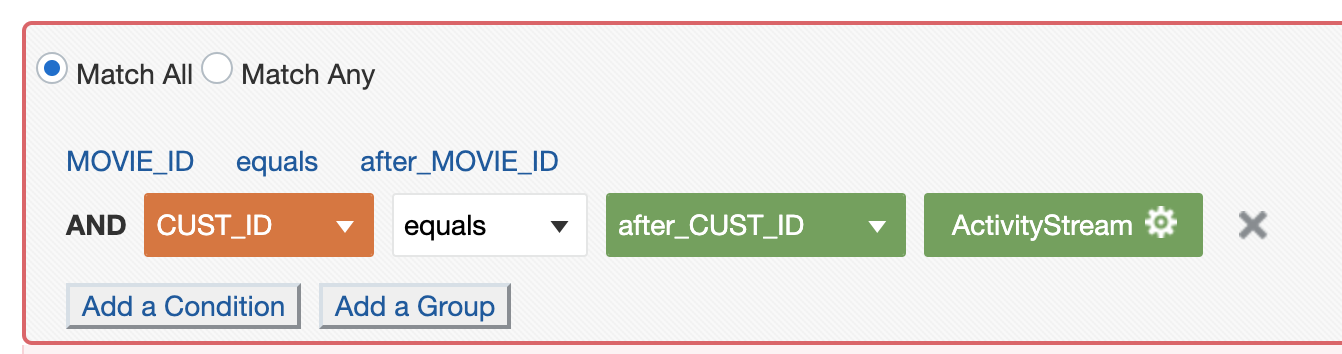 Match All Match Any
MOVIE_ID equals after_MOVIE_ID
AND CUST_ID equals after_CUST_ID ActivityStream
Add a Condition Add a Group